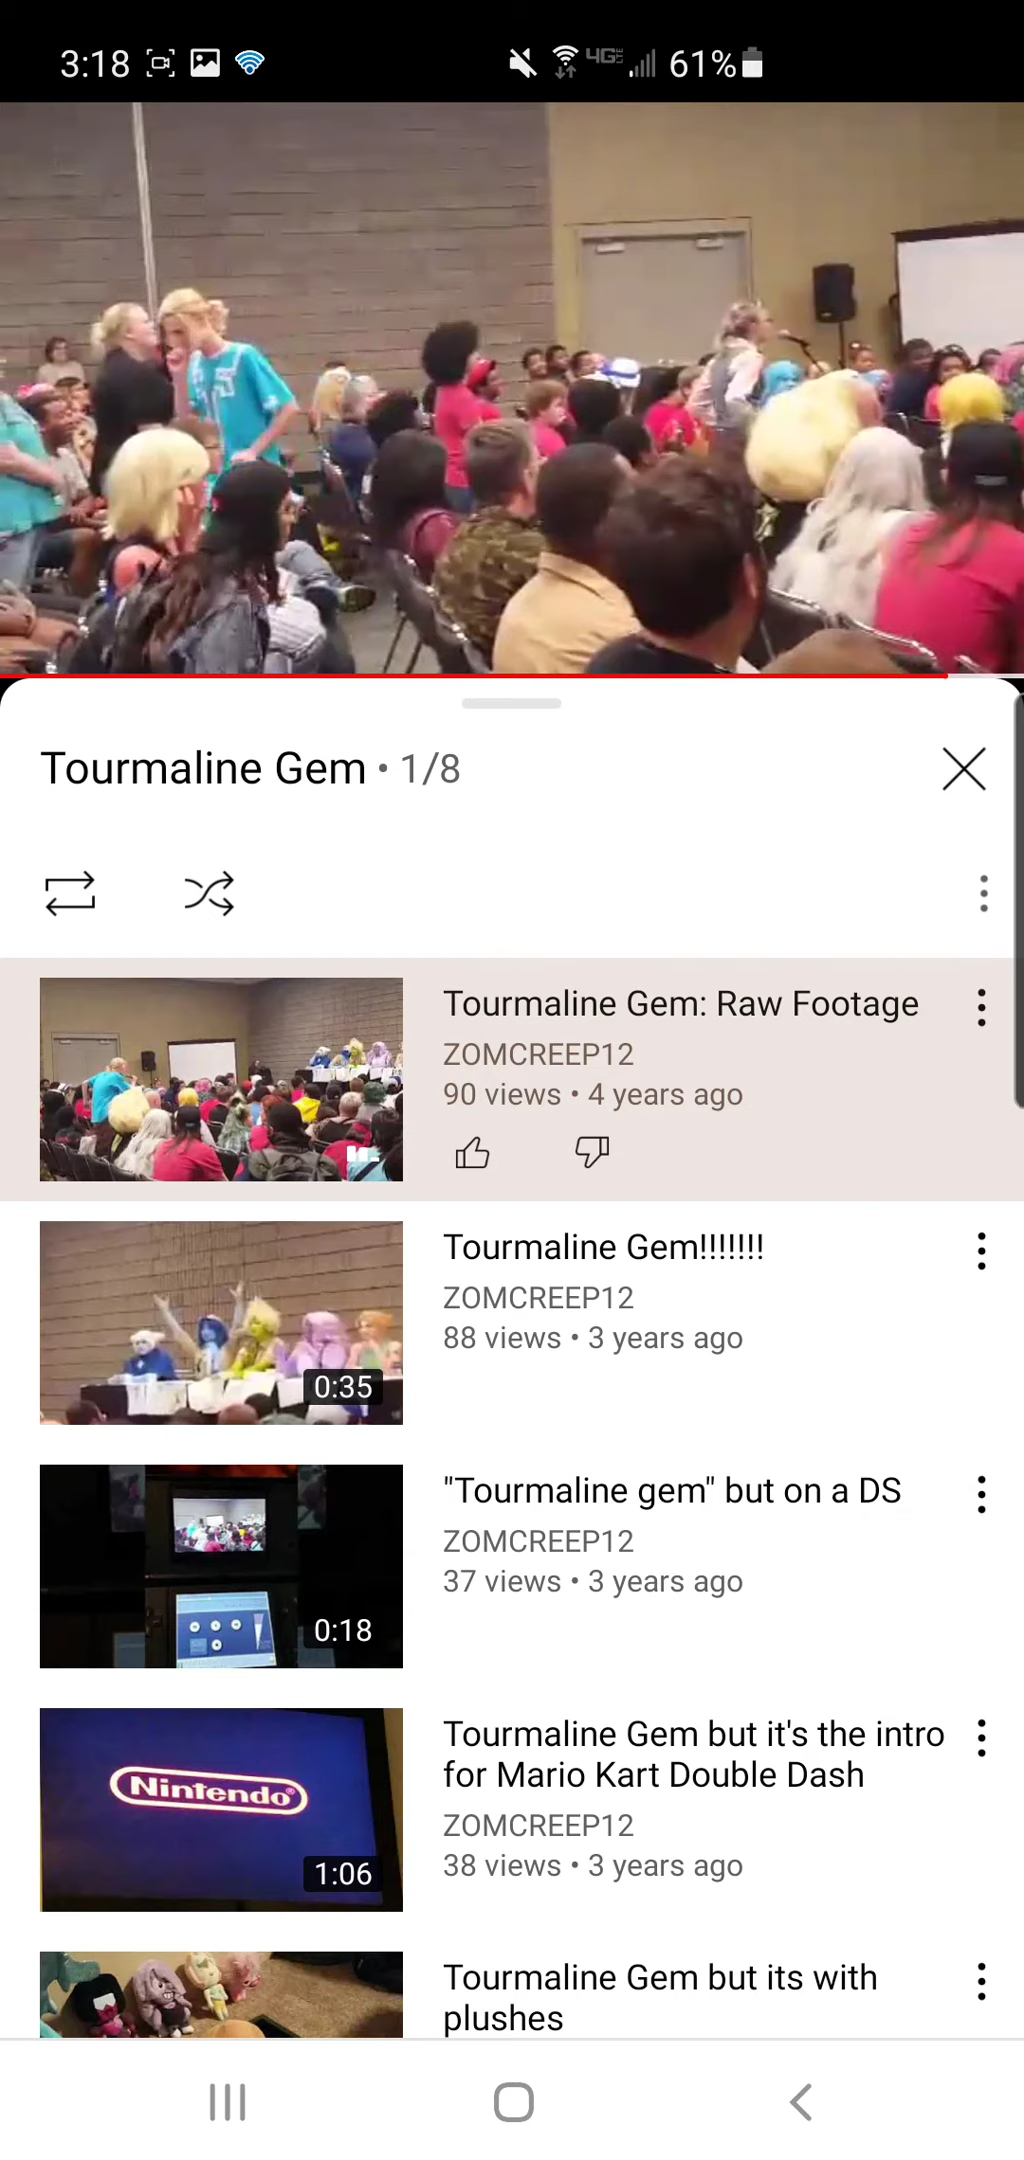 3:18 4G 61%
Tourmaline Gem • 1/8
Tourmaline Gem: Raw Footage
ZOMCREEP12
90 views • 4 years ago
Tourmaline Gem!!!!!!!
ZOMCREEP12
88 views • 3 years ago
0:35
"Tourmaline gem" but on a DS
ZOMCREEP12
37 views • 3 years ago
0:18
Tourmaline Gem but it's the intro
for Mario Kart Double Dash
ZOMCREEP12
38 views • 3 years ago
Nintendo®
1:06
Tourmaline Gem but its with
plushes